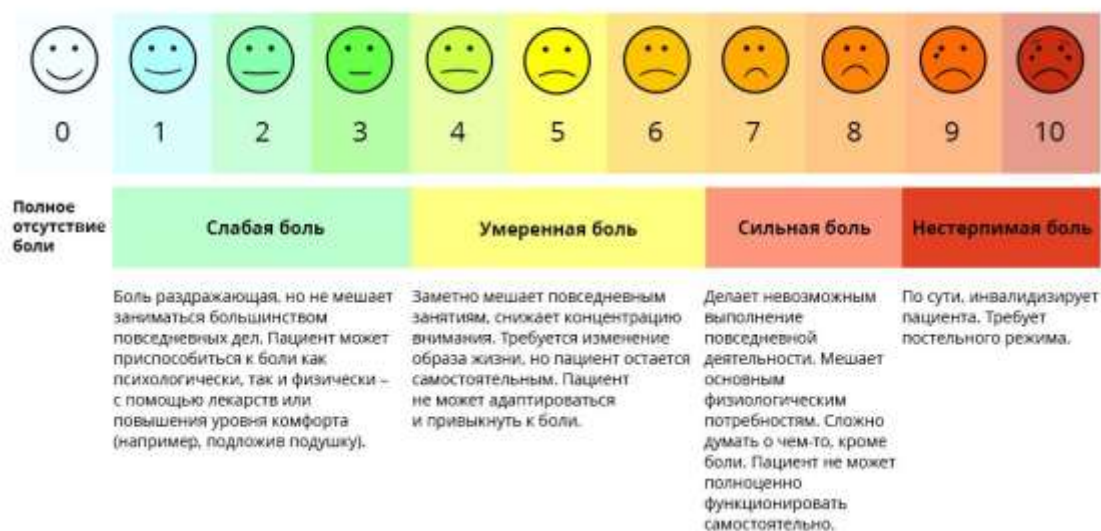 0 1 2 3 4 5 6 7 8 9 10
Полное
отсутствие
боли
Слабая боль
Умеренная боль
Сильная боль
Нестерпимая боль
Боль раздражающая, но не мешает
заниматься большинством
повседневных дел. Пациент может
приспособиться к боли как
психологически, так и физически –
с помощью лекарств или
повышения уровня комфорта
(например, подложив подушку).
Заметно мешает повседневным
занятиям, снижает концентрацию
внимания. Требуется изменение
образа жизни, но пациент остается
самостоятельным. Пациент
не может адаптироваться
и привыкнуть к боли.
Делает невозможным
выполнение
повседневной
деятельности. Мешает
основным
физиологическим
потребностям. Сложно
думать о чем-то, кроме
боли. Пациент не может
полноценно
функционировать
самостоятельно.
По сути, инвалидизирует
пациента. Требует
постельного режима.